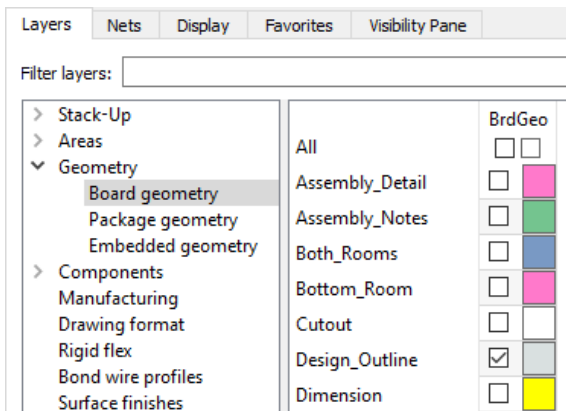 Layers Nets Display Favorites Visibility Pane
Filter layers:
Stack-Up
Areas
Geometry
Board geometry
Package geometry
Embedded geometry
Components
Manufacturing
Drawing format
Rigid flex
Bond wire profiles
Surface finishes
BrdGeo
All
Assembly_Detail
Assembly_Notes
Both_Rooms
Bottom_Room
Cutout
Design_Outline
Dimension